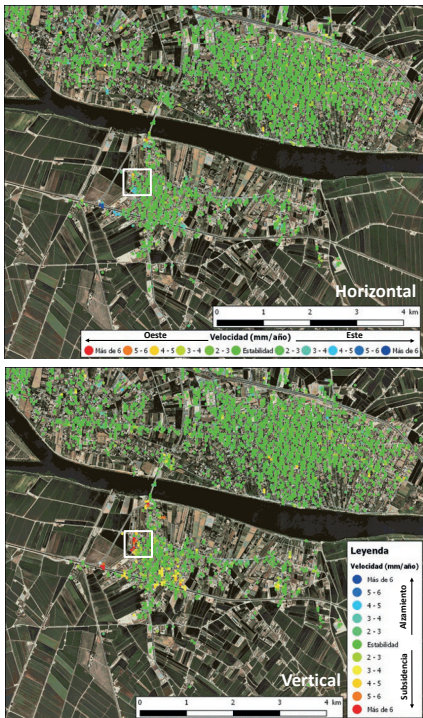 Horizontal
0 1 2 3 4 km
Oeste Velocidad (mm/año) Este
Más de 6 5 - 6 4 - 5 3 - 4 2 - 3 Estabilidad 2 - 3 3 - 4 4 - 5 5 - 6 Más de 6
Leyenda
Velocidad (mm/año)
Más de 6
5 - 6
4 - 5
3 - 4
2 - 3
Estabilidad
2 - 3
3 - 4
4 - 5
5 - 6
Más de 6
Alzamiento
Subsidencia
Vertical
0 1 2 3 4 km